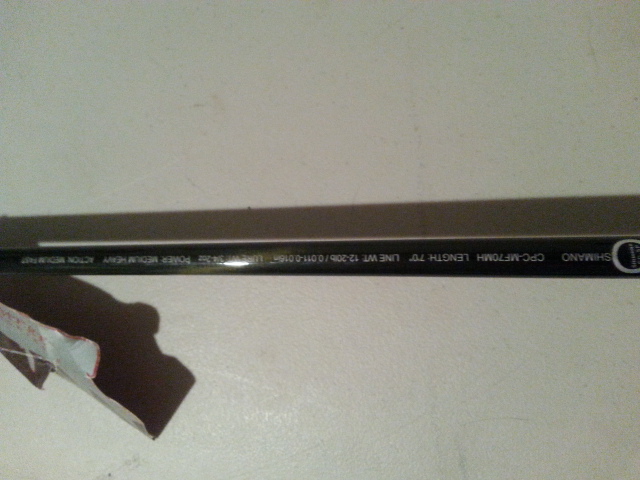 SHIMANO CPC-MF70MH LENGTH: 7'0" LINE WT. 12-20lb / 0.011-0.016in POWER MEDIUM HEAVY ACTION MEDIUM FAST